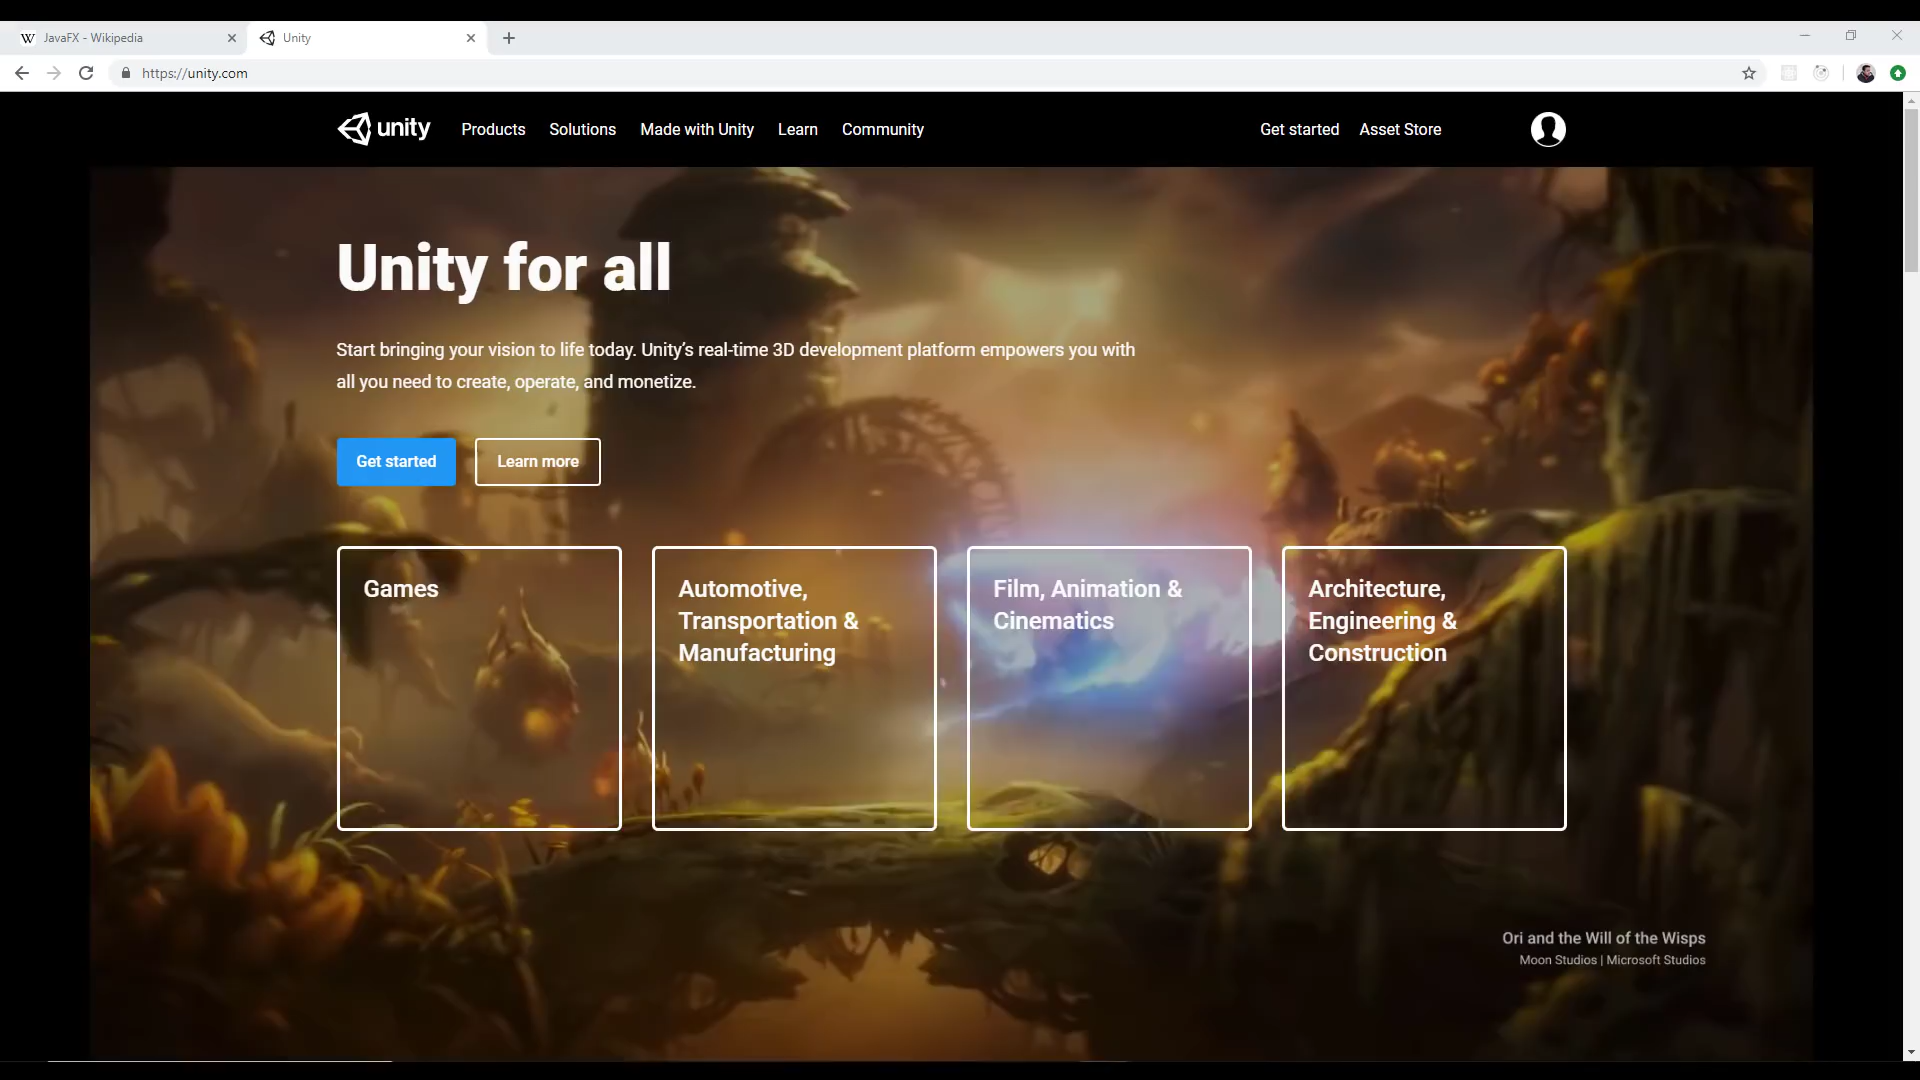 JavaFX - Wikipedia
Unity
https://unity.com
unity
Products
Solutions
Made with Unity
Learn
Community
Get started
Asset Store
Unity for all
Start bringing your vision to life today. Unity’s real-time 3D development platform empowers you with
all you need to create, operate, and monetize.
Get started
Learn more
Games
Automotive,
Transportation &
Manufacturing
Film, Animation &
Cinematics
Architecture,
Engineering &
Construction
Ori and the Will of the Wisps
Moon Studios | Microsoft Studios